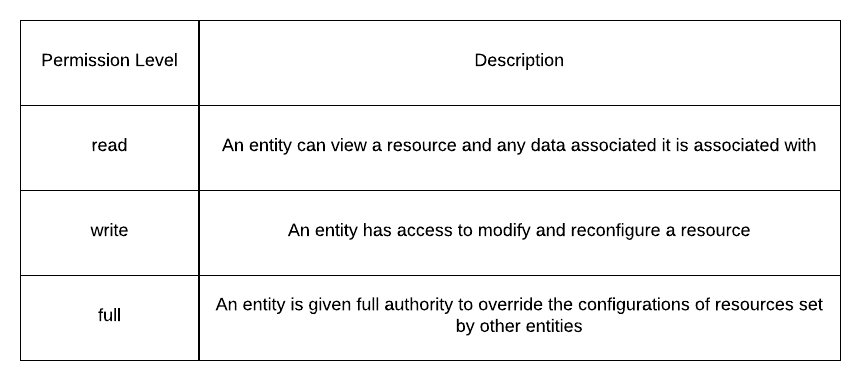 Permission Level
Description
read
An entity can view a resource and any data associated it is associated with
write
An entity has access to modify and reconfigure a resource
full
An entity is given full authority to override the configurations of resources set
by other entities